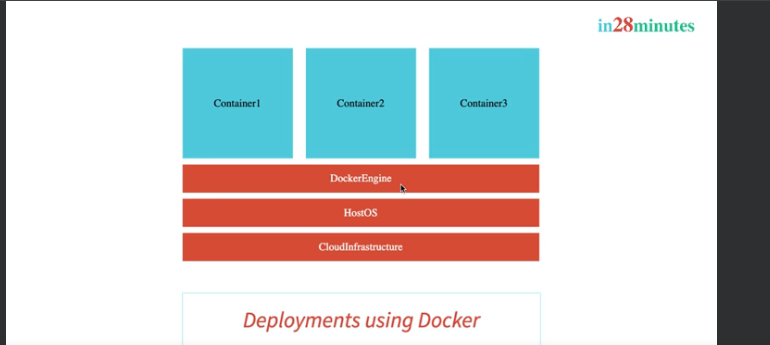 in28minutes
Container1 Container2 Container3
DockerEngine
HostOS
CloudInfrastructure
Deployments using Docker